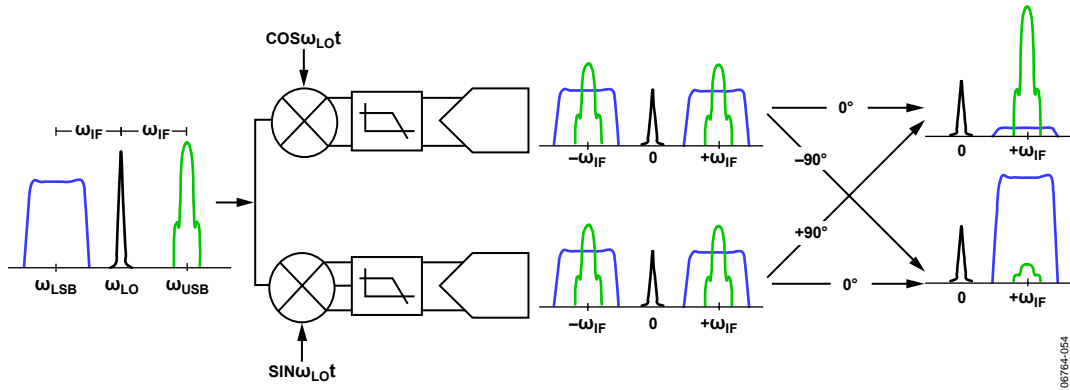 COSωLOt
ωIF ωIF
ωLSB ωLO ωUSB
SINωLOt
–ωIF 0 +ωIF
–ωIF 0 +ωIF
0°
–90°
+90°
0°
0 +ωIF
0 +ωIF
06764-054